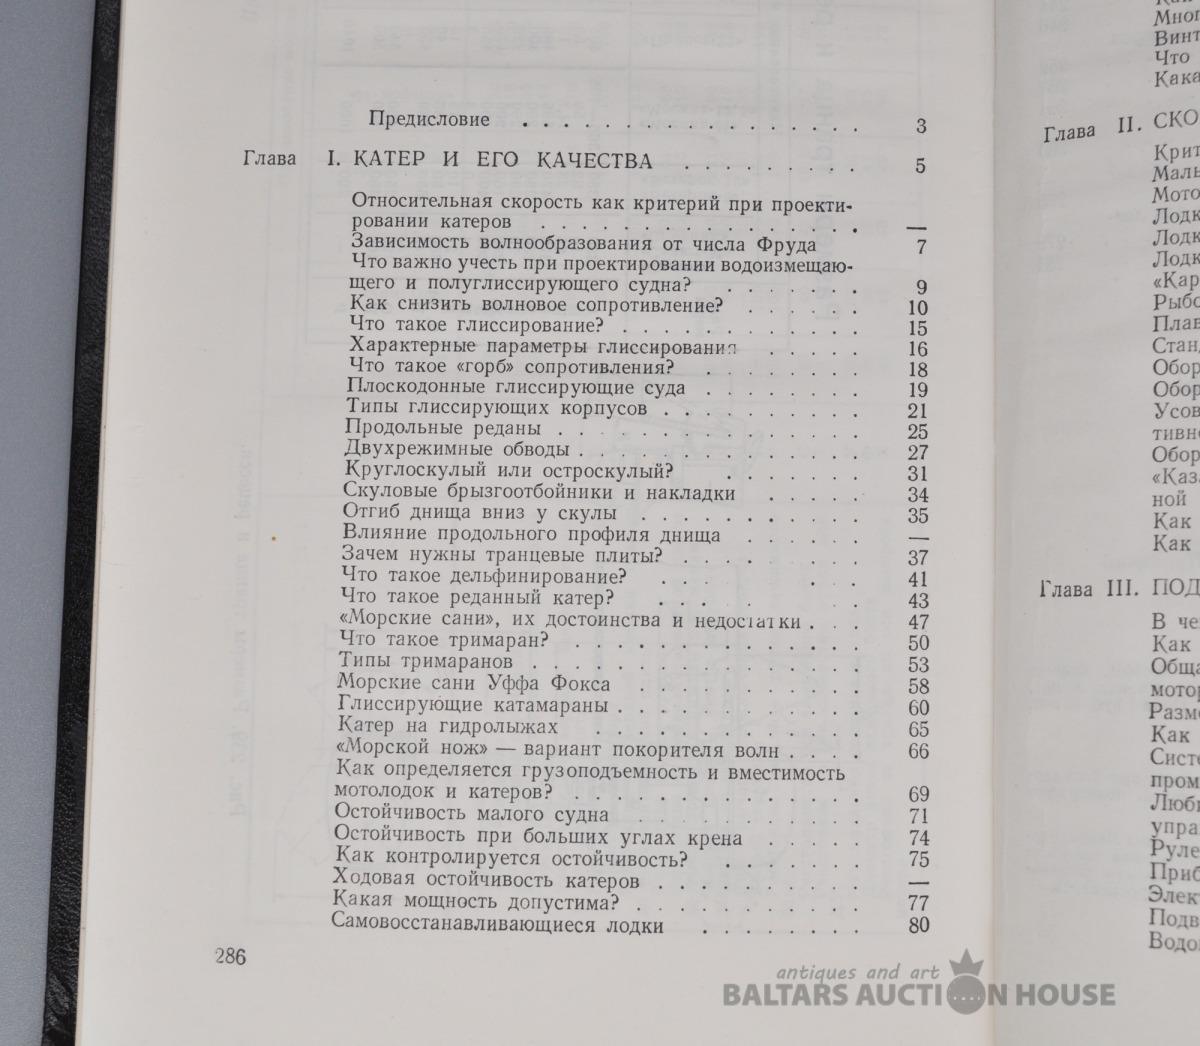 Предисловие . . . . . . . . . . . . . . . . . 3
Глава I. КАТЕР И ЕГО КАЧЕСТВА . . . . . . . . . 5
Относительная скорость как критерий при проекти-
ровании катеров . . . . . . . . . . . . . . . . —
Зависимость волнообразования от числа Фруда 7
Что важно учесть при проектировании водоизмещаю-
щего и полуглиссирующего судна? . . . . . . . 9
Как снизить волновое сопротивление? . . . . . . 10
Что такое глиссирование? . . . . . . . . . . . . 15
Характерные параметры глиссирования . . . . . 16
Что такое «горб» сопротивления? . . . . . . . . 18
Плоскодонные глиссирующие суда . . . . . . . . 19
Типы глиссирующих корпусов . . . . . . . . . . 21
Продольные реданы . . . . . . . . . . . . . . . 25
Двухрежимные обводы . . . . . . . . . . . . . . 27
Круглоскулый или остроскулый? . . . . . . 31
Скуловые брызгоотбойники и накладки . . . . . 34
Отгиб днища вниз у скулы . . . . . . . . . . . 35
Влияние продольного профиля днища . . . . . . —
Зачем нужны транцевые плиты? . . . . . . . . . 37
Что такое дельфинирование? . . . . . . 41
Что такое реданный катер? . . . . . . 43
«Морские сани», их достоинства и недостатки . . . 47
Что такое тримаран? . . . . . . . . . . . . . . 50
Типы тримаранов . . . . . . . . . . . . . . . . 53
Морские сани Уффа Фокса . . . . . . . . . . . 58
Глиссирующие катамараны . . . . . . . . . . . . 60
Катер на гидролыжах . . . . . . . . . . . . . 65
«Морской нож» — вариант покорителя волн . . . . 66
Как определяется грузоподъемность и вместимость
мотолодок и катеров? . . . . . . . . . . . . . . 69
Остойчивость малого судна . . . . . . . . . . . 71
Остойчивость при больших углах крена . . . . . 74
Как контролируется остойчивость? . . . . . . . 75
Ходовая остойчивость катеров . . . . . . . . . . —
Какая мощность допустима? . . . . . . . . . . . 77
Самовосстанавливающиеся лодки . . . . . . . . 80
286
Что
Глава II.
Глава III.
В
Как
Как
Как
Как
antiques and art
BALTARS AUCTION HOUSE